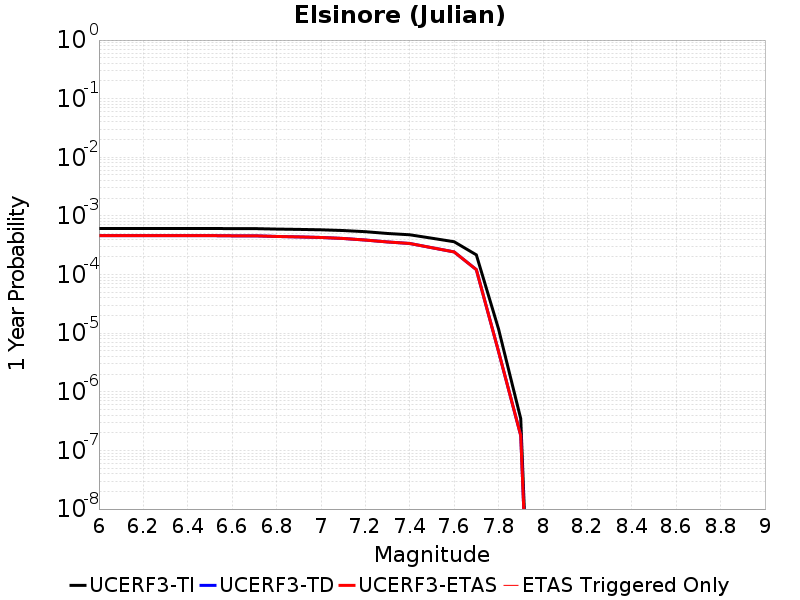 Elsinore (Julian)
10^0
10^-1
10^-2
10^-3
10^-4
10^-5
10^-6
10^-7
10^-8
1 Year Probability
6 6.2 6.4 6.6 6.8 7 7.2 7.4 7.6 7.8 8 8.2 8.4 8.6 8.8 9
Magnitude
UCERF3-TI UCERF3-TD UCERF3-ETAS ETAS Triggered Only